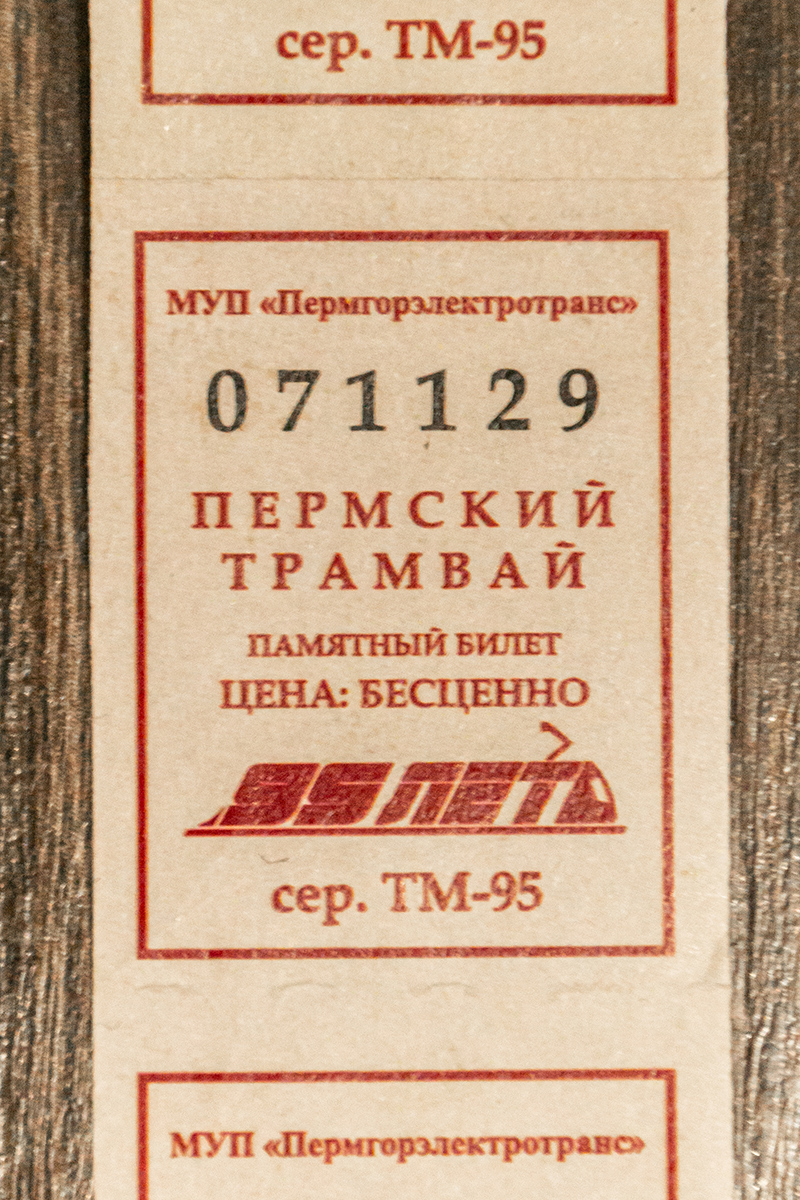 сер. ТМ-95
МУП «Пермгорэлектротранс»
071129
ПЕРМСКИЙ
ТРАМВАЙ
ПАМЯТНЫЙ БИЛЕТ
ЦЕНА: БЕСЦЕННО
95 ЛЕТ
сер. ТМ-95
МУП «Пермгорэлектротранс»